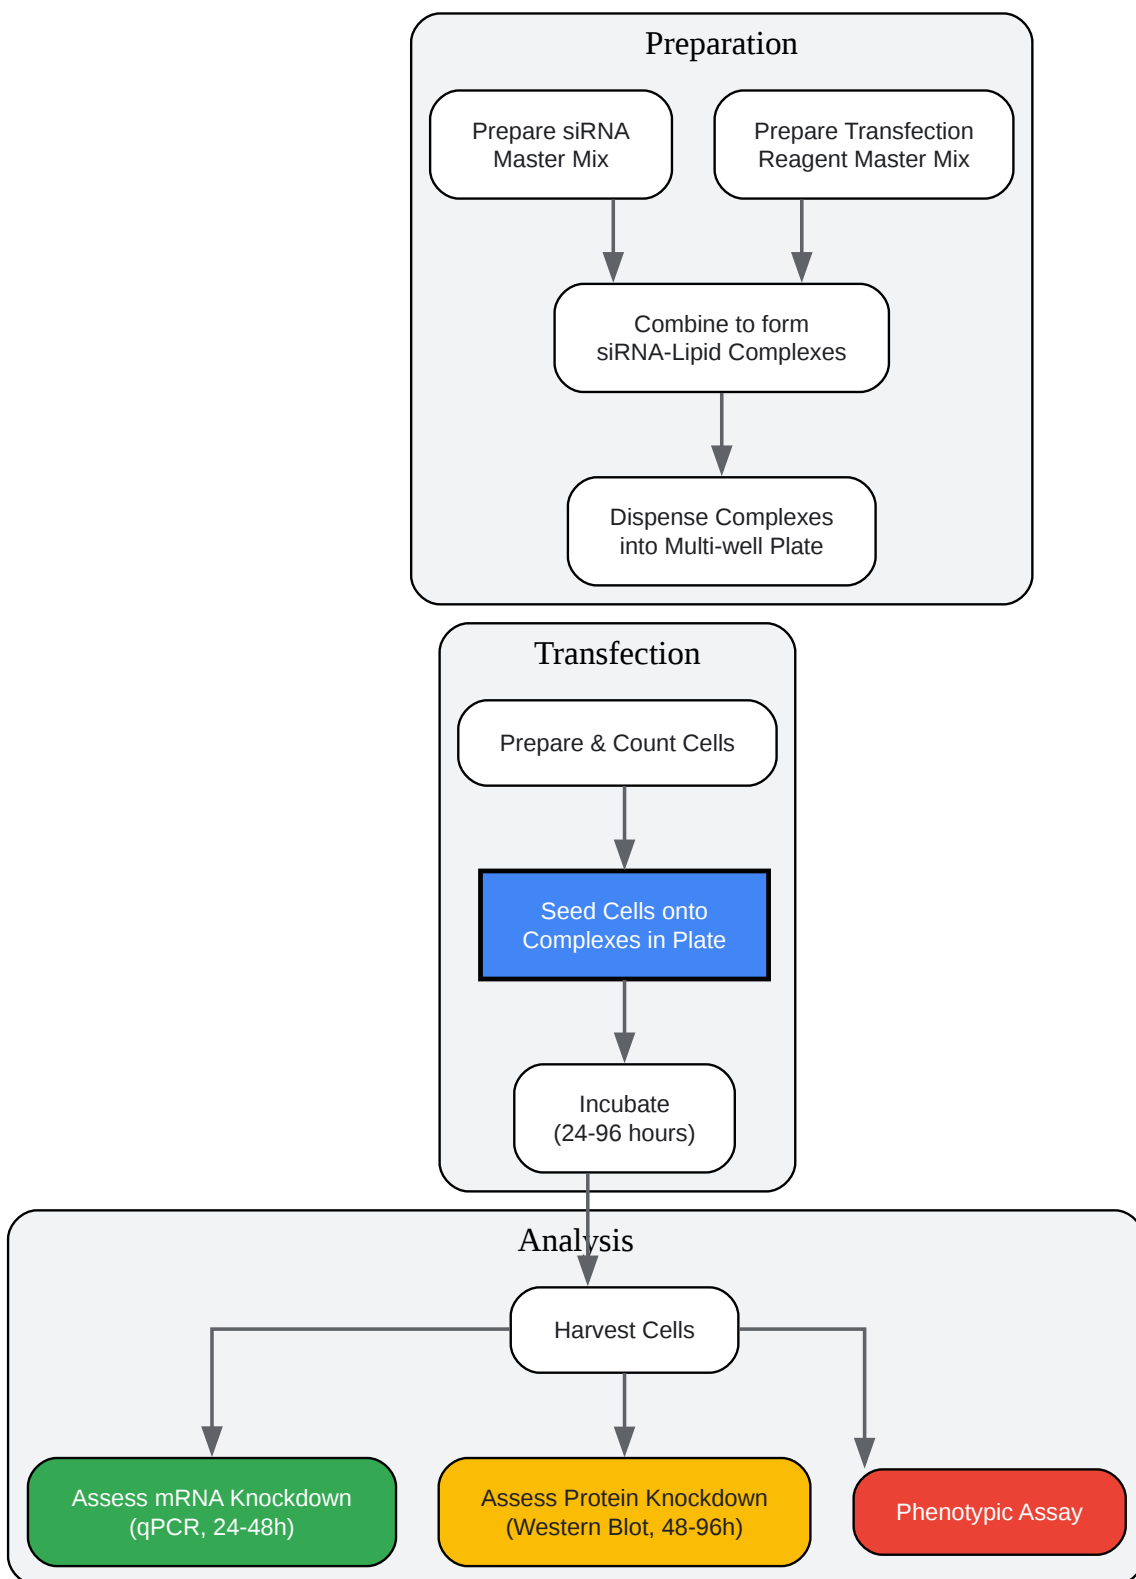 Preparation
Prepare siRNA
Master Mix
Prepare Transfection
Reagent Master Mix
Combine to form
siRNA-Lipid Complexes
Dispense Complexes
into Multi-well Plate
Transfection
Prepare & Count Cells
Seed Cells onto
Complexes in Plate
Incubate
(24-96 hours)
Analysis
Harvest Cells
Assess mRNA Knockdown
(qPCR, 24-48h)
Assess Protein Knockdown
(Western Blot, 48-96h)
Phenotypic Assay